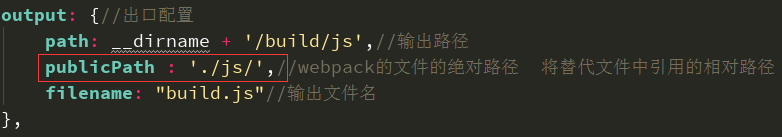 output: {//出口配置
path: __dirname + '/build/js',//输出路径
publicPath : './js/',//webpack的文件的绝对路径 将替代文件中引用的相对路径
filename: "build.js"//输出文件名
},